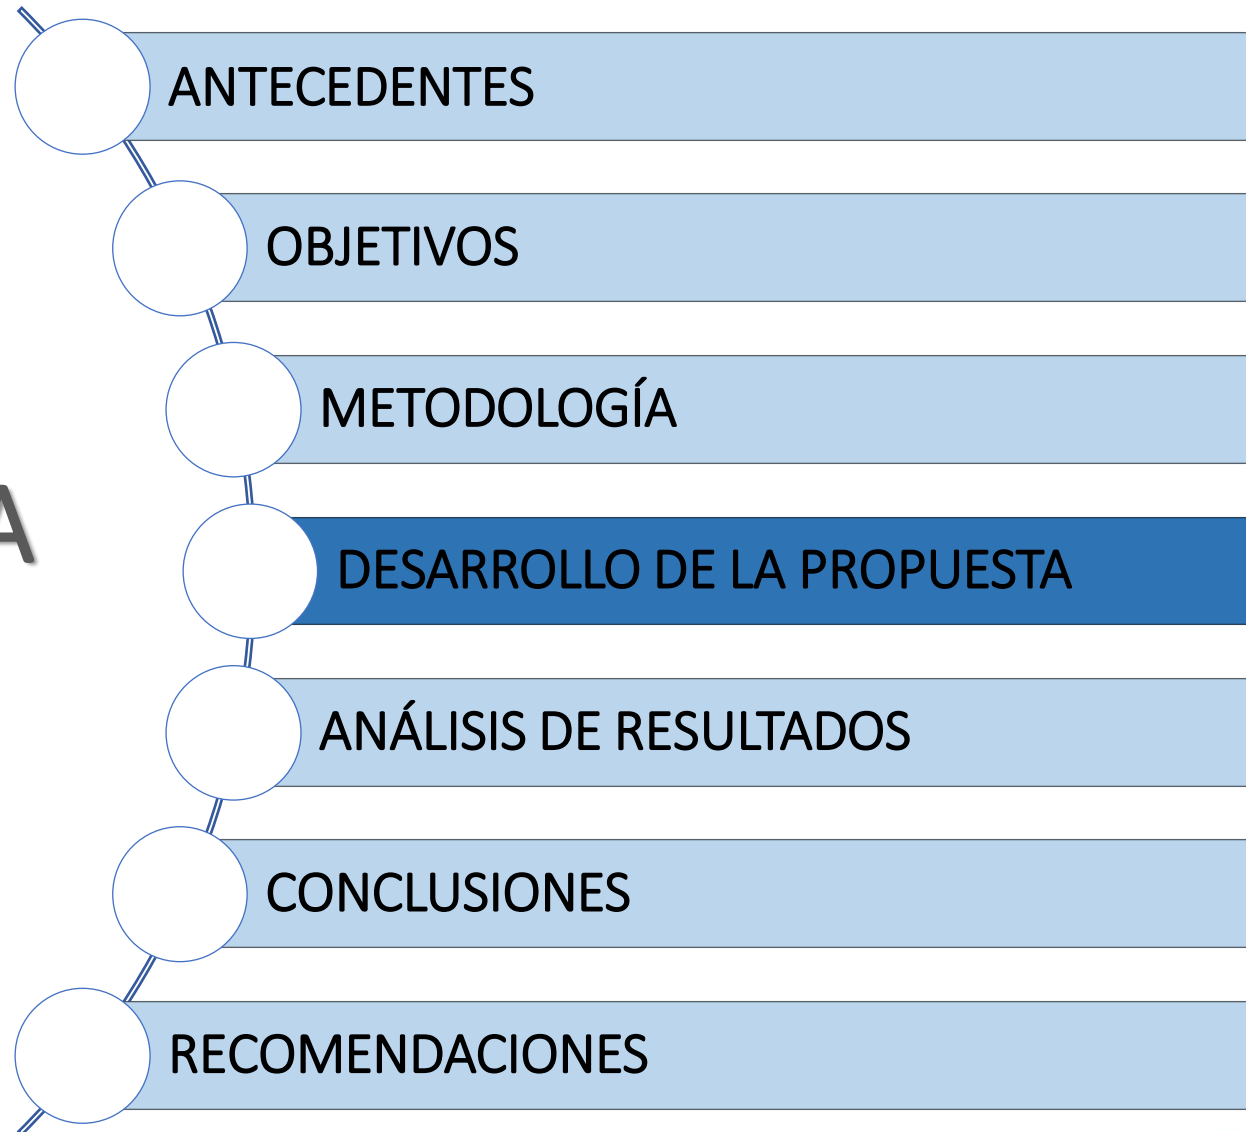 ANTECEDENTES
OBJETIVOS
METODOLOGÍA
A
DESARROLLO DE LA PROPUESTA
ANÁLISIS DE RESULTADOS
CONCLUSIONES
RECOMENDACIONES